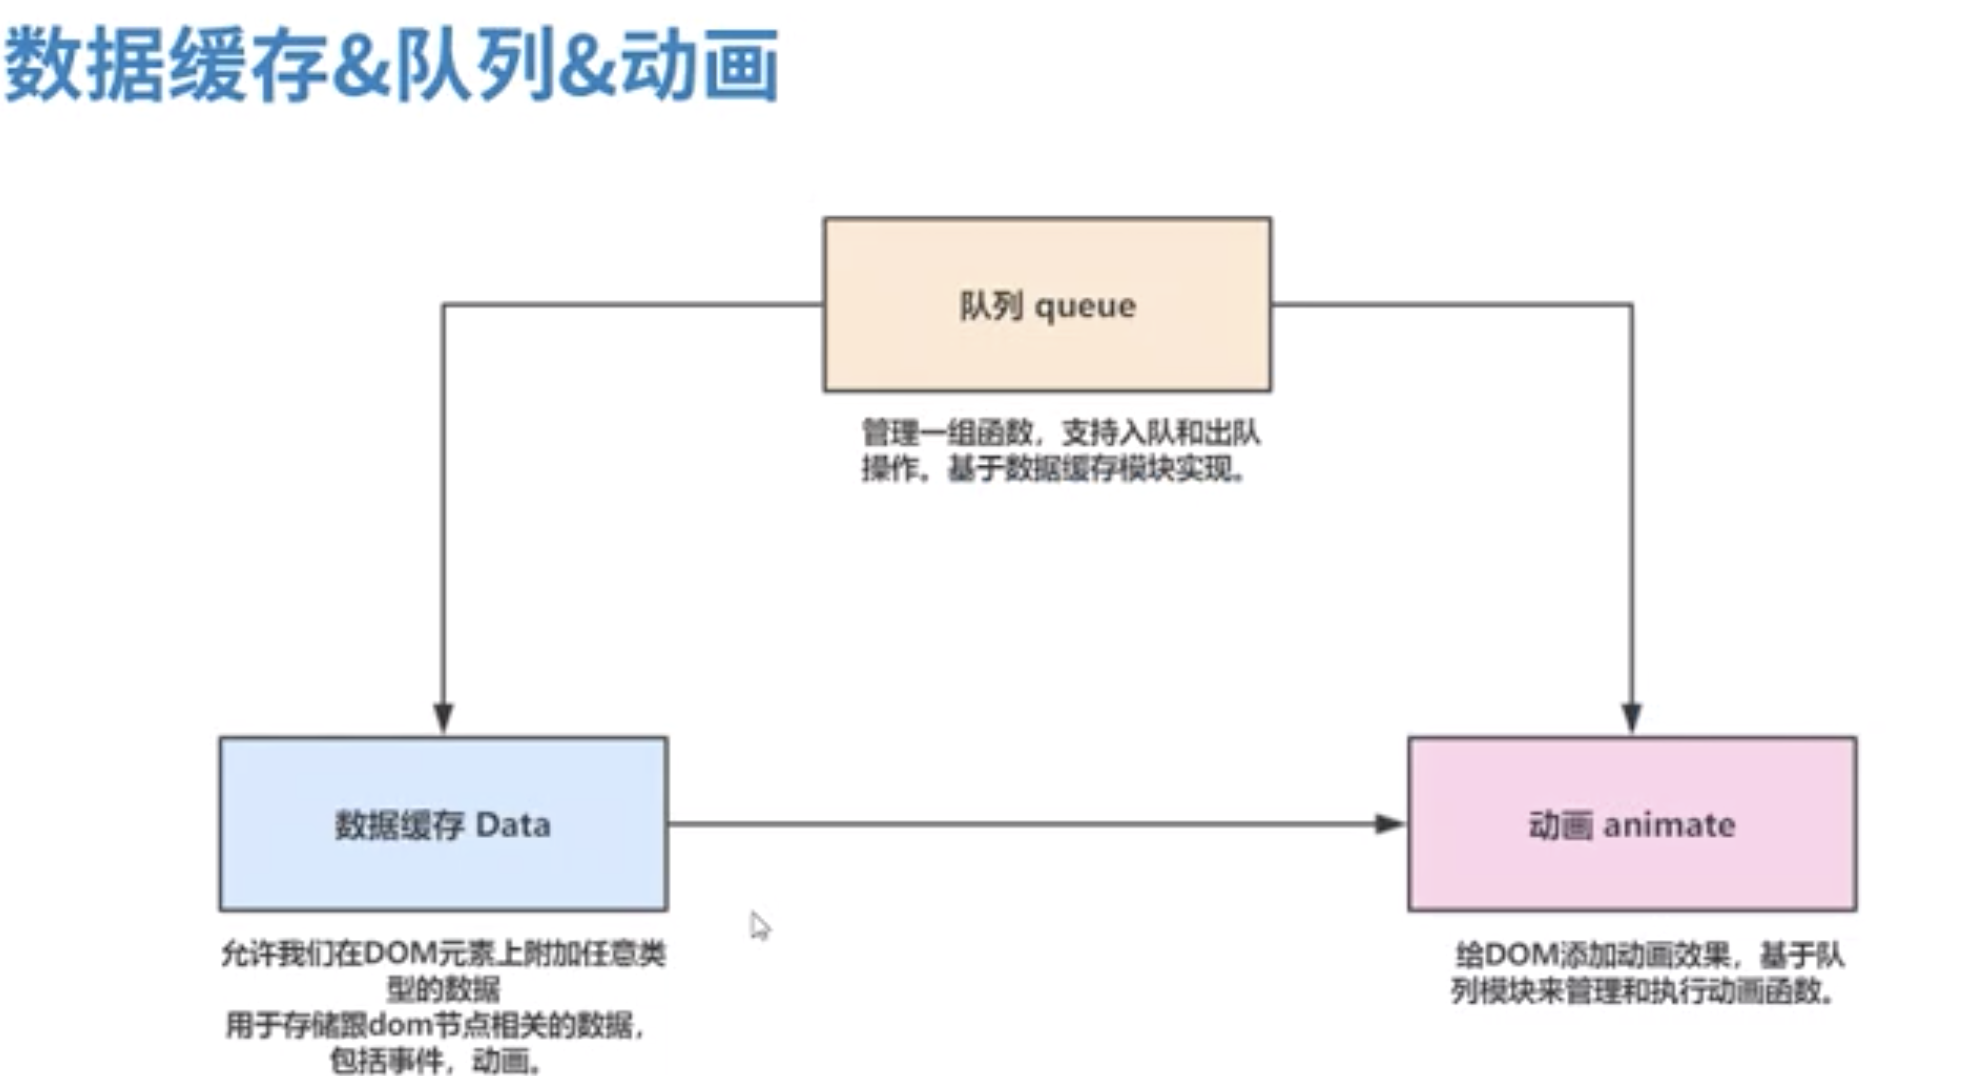 数据缓存&队列&动画
队列 queue
管理一组函数，支持入队和出队
操作。基于数据缓存模块实现。
数据缓存 Data
动画 animate
允许我们在DOM元素上附加任意类
型的数据
用于存储跟dom节点相关的数据，
包括事件，动画。
给DOM添加动画效果，基于队
列模块来管理和执行动画函数。